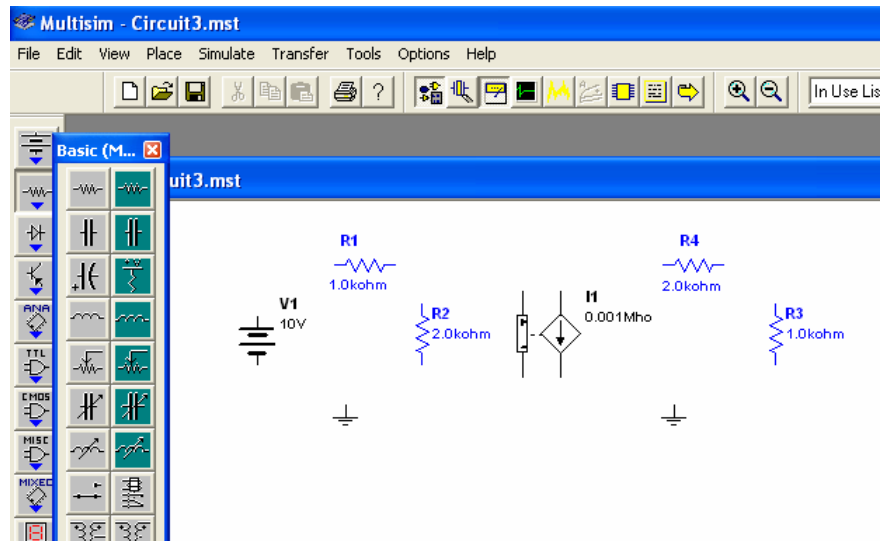 Multisim - Circuit3.mst
File Edit View Place Simulate Transfer Tools Options Help
In Use Lis
Basic (M...
uit3.mst
R1
1.0kohm
R4
2.0kohm
V1
10V
R2
2.0kohm
I1
0.001Mho
R3
1.0kohm
ANA
TTL
CMOS
MISC
MIXED